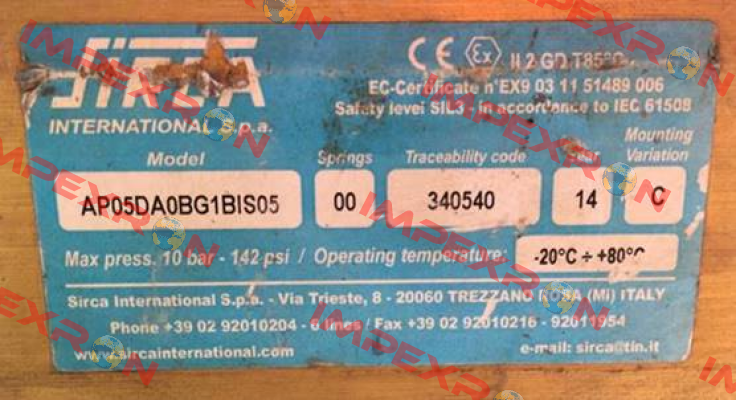 SIRCA
INTERNATIONAL S.p.a.
CE Ex II 2 GD T85°C
EC-Certificate n°EX9 03 11 51489 006
Safety level SIL3, in accordance to IEC 61508
Model Springs Traceability code Year Mounting Variation
AP05DA0BG1BIS05 00 340540 14 C
Max press. 10 bar - 142 psi / Operating temperature: -20°C ÷ +80°C
Sirca International S.p.a. - Via Trieste, 8 - 20060 TREZZANO ROSA (Mi) ITALY
Phone +39 02 92010204 - 6 lines / Fax +39 02 92010216 - 92011954
www.sircainternational.com e-mail: sirca@tin.it
IMPEXRON